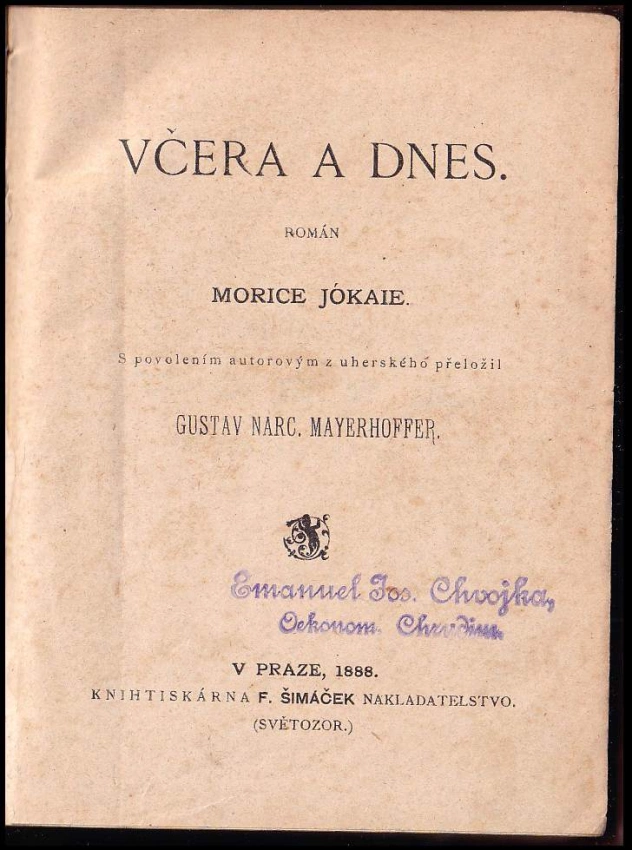 VČERA A DNES.
ROMÁN
MORICE JÓKAIE.
S povolením autorovým z uherského přeložil
GUSTAV NARC. MAYERHOFFER.
Emanuel Jos. Chvojka,
Oekonom. Chrudim.
V PRAZE, 1888.
KNIHTISKÁRNA F. ŠIMÁČEK NAKLADATELSTVO.
(SVĚTOZOR.)